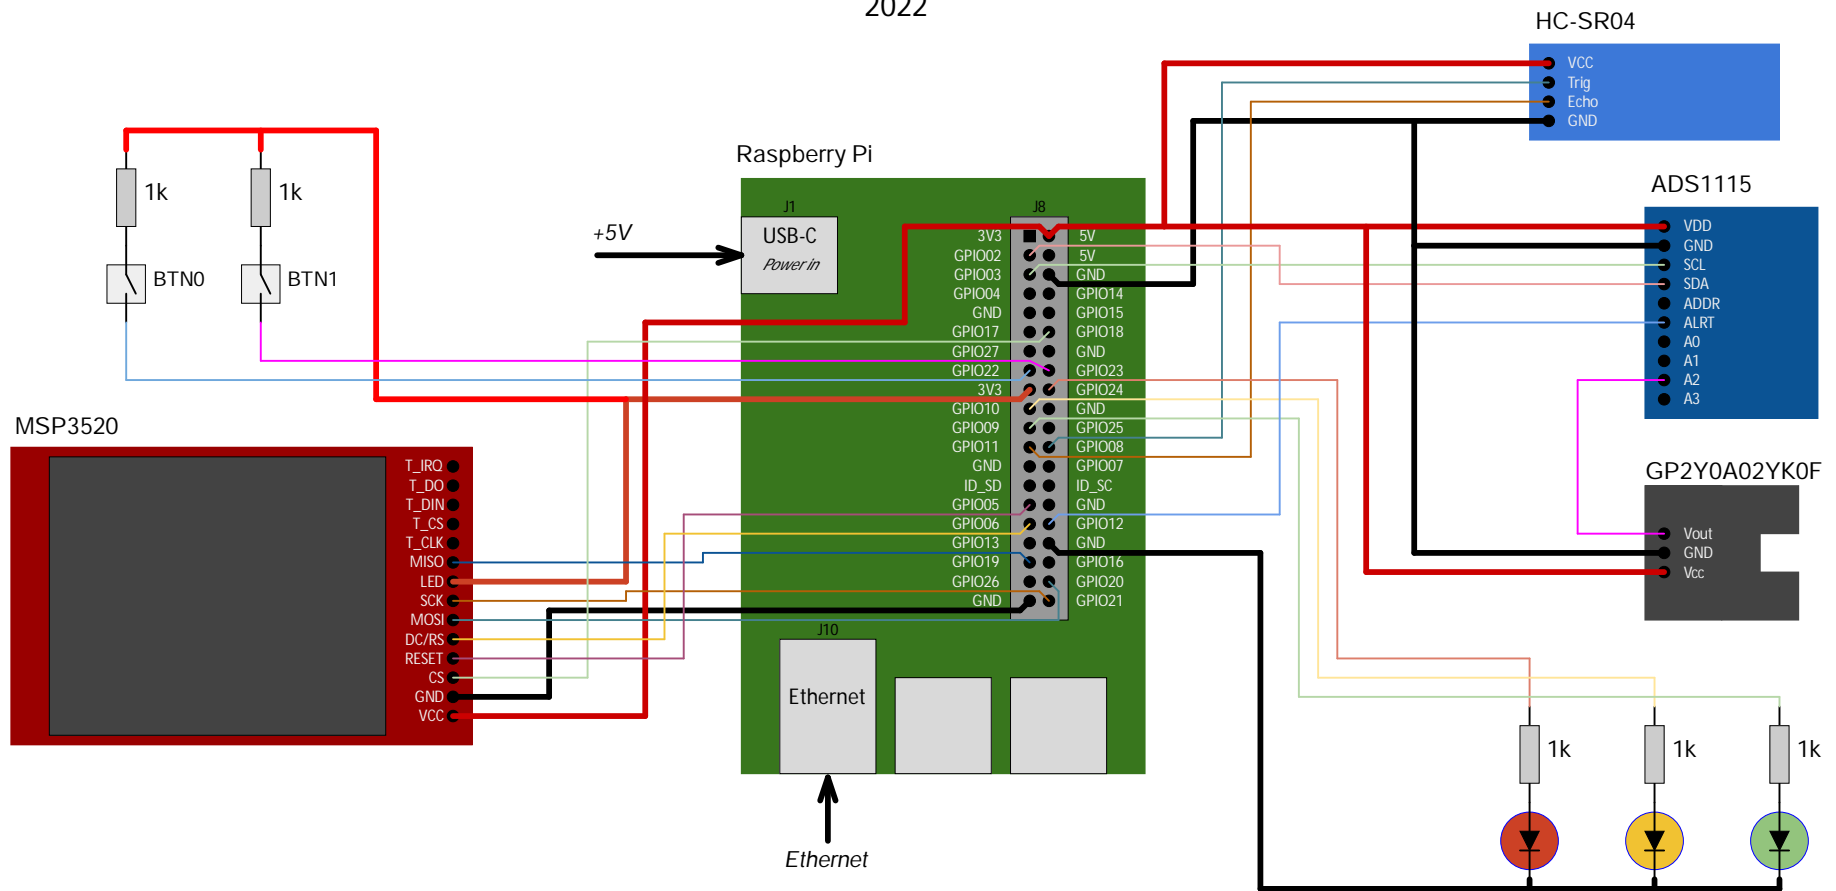 2022
HC-SR04
VCC
Trig
Echo
GND
Raspberry Pi
1k
1k
BTN0
BTN1
+5V
J1
USB-C
Power in
J8
3V3
GPIO02
GPIO03
GPIO04
GND
GPIO17
GPIO27
GPIO22
3V3
GPIO10
GPIO09
GPIO11
GND
ID_SD
GPIO05
GPIO06
GPIO13
GPIO19
GPIO26
GND
5V
5V
GND
GPIO14
GPIO15
GPIO18
GND
GPIO23
GPIO24
GND
GPIO25
GPIO08
GPIO07
ID_SC
GND
GPIO12
GND
GPIO16
GPIO20
GPIO21
ADS1115
VDD
GND
SCL
SDA
ADDR
ALRT
A0
A1
A2
A3
MSP3520
T_IRQ
T_DO
T_DIN
T_CS
T_CLK
MISO
LED
SCK
MOSI
DC/RS
RESET
CS
GND
VCC
GP2Y0A02YK0F
Vout
GND
Vcc
J10
Ethernet
Ethernet
1k
1k
1k